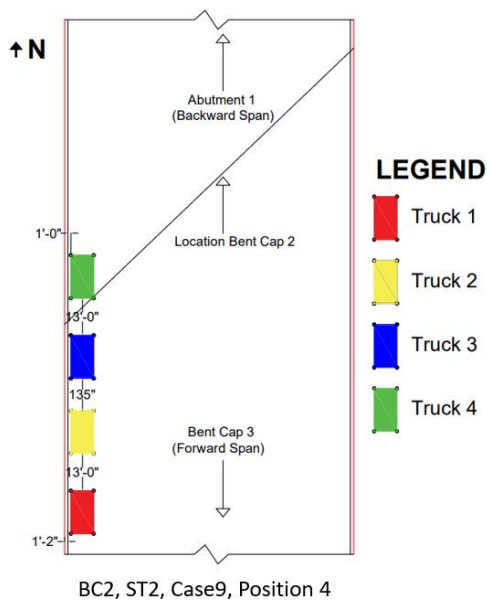 N
Abutment 1
(Backward Span)
LEGEND
Truck 1
1'-0"
Location Bent Cap 2
Truck 2
13'-0"
Truck 3
135"
Truck 4
Bent Cap 3
(Forward Span)
13'-0"
1'-2"
BC2, ST2, Case9, Position 4